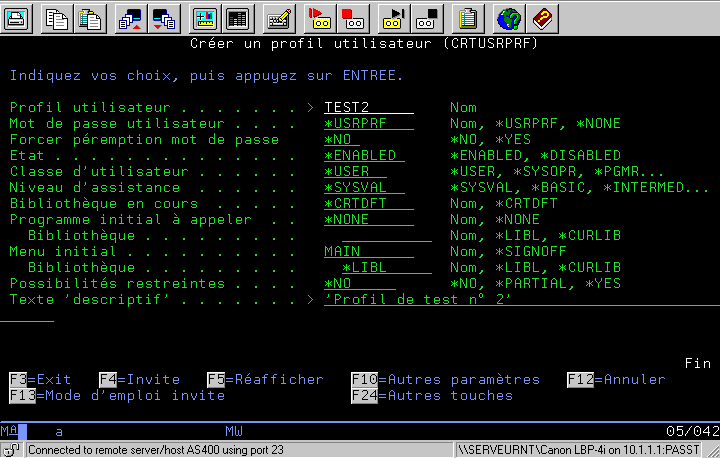 Créer un profil utilisateur (CRTUSRPRF)
Indiquez vos choix, puis appuyez sur ENTREE.
Profil utilisateur . . . . . . . > TEST2 Nom
Mot de passe utilisateur . . . . *USRPRF Nom, *USRPRF, *NONE
Forcer péremption mot de passe *NO *NO, *YES
Etat . . . . . . . . . . . . . . *ENABLED *ENABLED, *DISABLED
Classe d'utilisateur . . . . . . *USER *USER, *SYSOPR, *PGMR...
Niveau d'assistance . . . . . . *SYSVAL *SYSVAL, *BASIC, *INTERMED...
Bibliothèque en cours . . . . . *CRTDFT Nom, *CRTDFT
Programme initial à appeler . . *NONE Nom, *NONE
Bibliothèque . . . . . . . . . Nom, *LIBL, *CURLIB
Menu initial . . . . . . . . . . MAIN Nom, *SIGNOFF
Bibliothèque . . . . . . . . . *LIBL Nom, *LIBL, *CURLIB
Possibilités restreintes . . . . *NO *NO, *PARTIAL, *YES
Texte 'descriptif' . . . . . . . > 'Profil de test n° 2'
Fin
F3=Exit F4=Invite F5=Réafficher F10=Autres paramètres F12=Annuler
F13=Mode d'emploi invite F24=Autres touches
MA a MW 05/042
Connected to remote server/host AS400 using port 23 \\SERVEURNT\Canon LBP-4i on 10.1.1.1:PASST